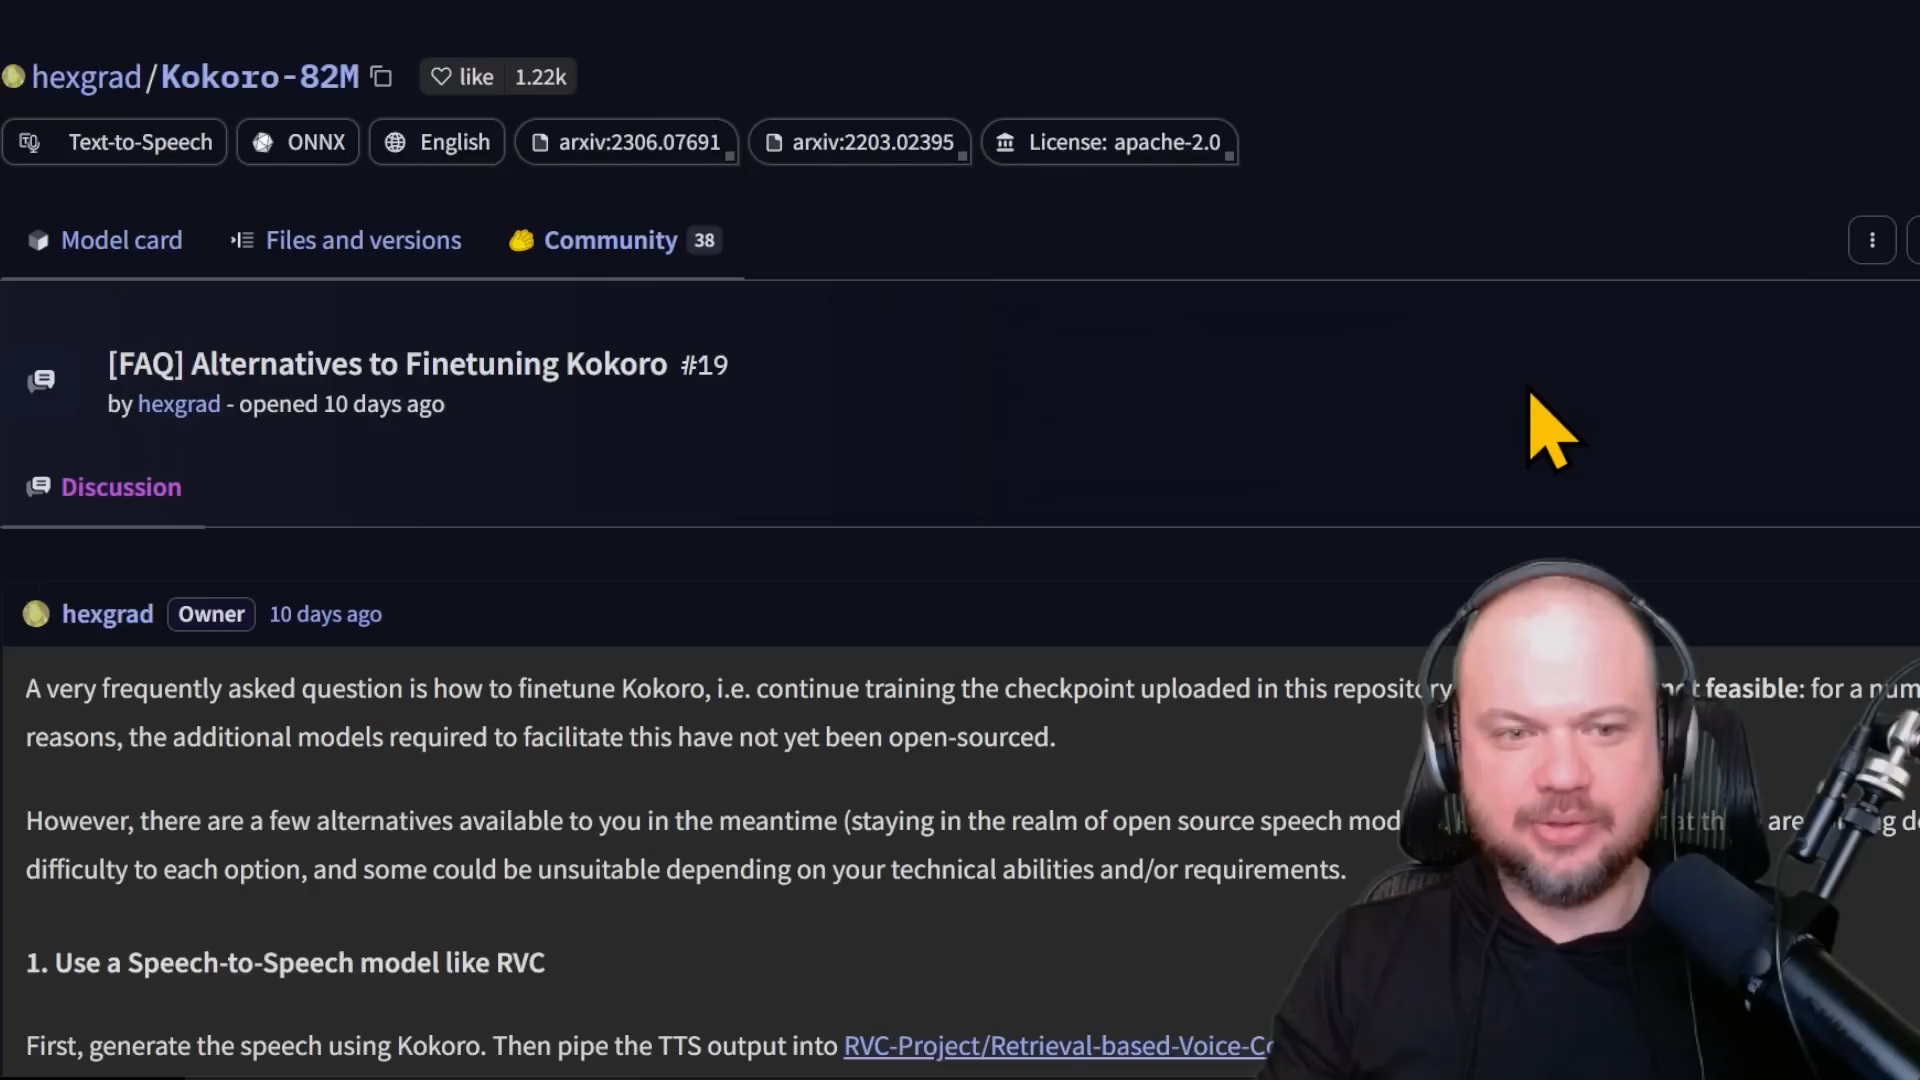 hexgrad/Kokoro-82M like 1.22k
Text-to-Speech ONNX English arxiv:2306.07691 arxiv:2203.02395 License: apache-2.0
Model card Files and versions Community 38
[FAQ] Alternatives to Finetuning Kokoro #19
by hexgrad - opened 10 days ago
Discussion
hexgrad Owner 10 days ago
A very frequently asked question is how to finetune Kokoro, i.e. continue training the checkpoint uploaded in this repository feasible: for a
reasons, the additional models required to facilitate this have not yet been open-sourced.
However, there are a few alternatives available to you in the meantime (staying in the realm of open source speech are
difficulty to each option, and some could be unsuitable depending on your technical abilities and/or requirements.
1. Use a Speech-to-Speech model like RVC
First, generate the speech using Kokoro. Then pipe the TTS output into RVC-Project/Retrieval-based-Voice-